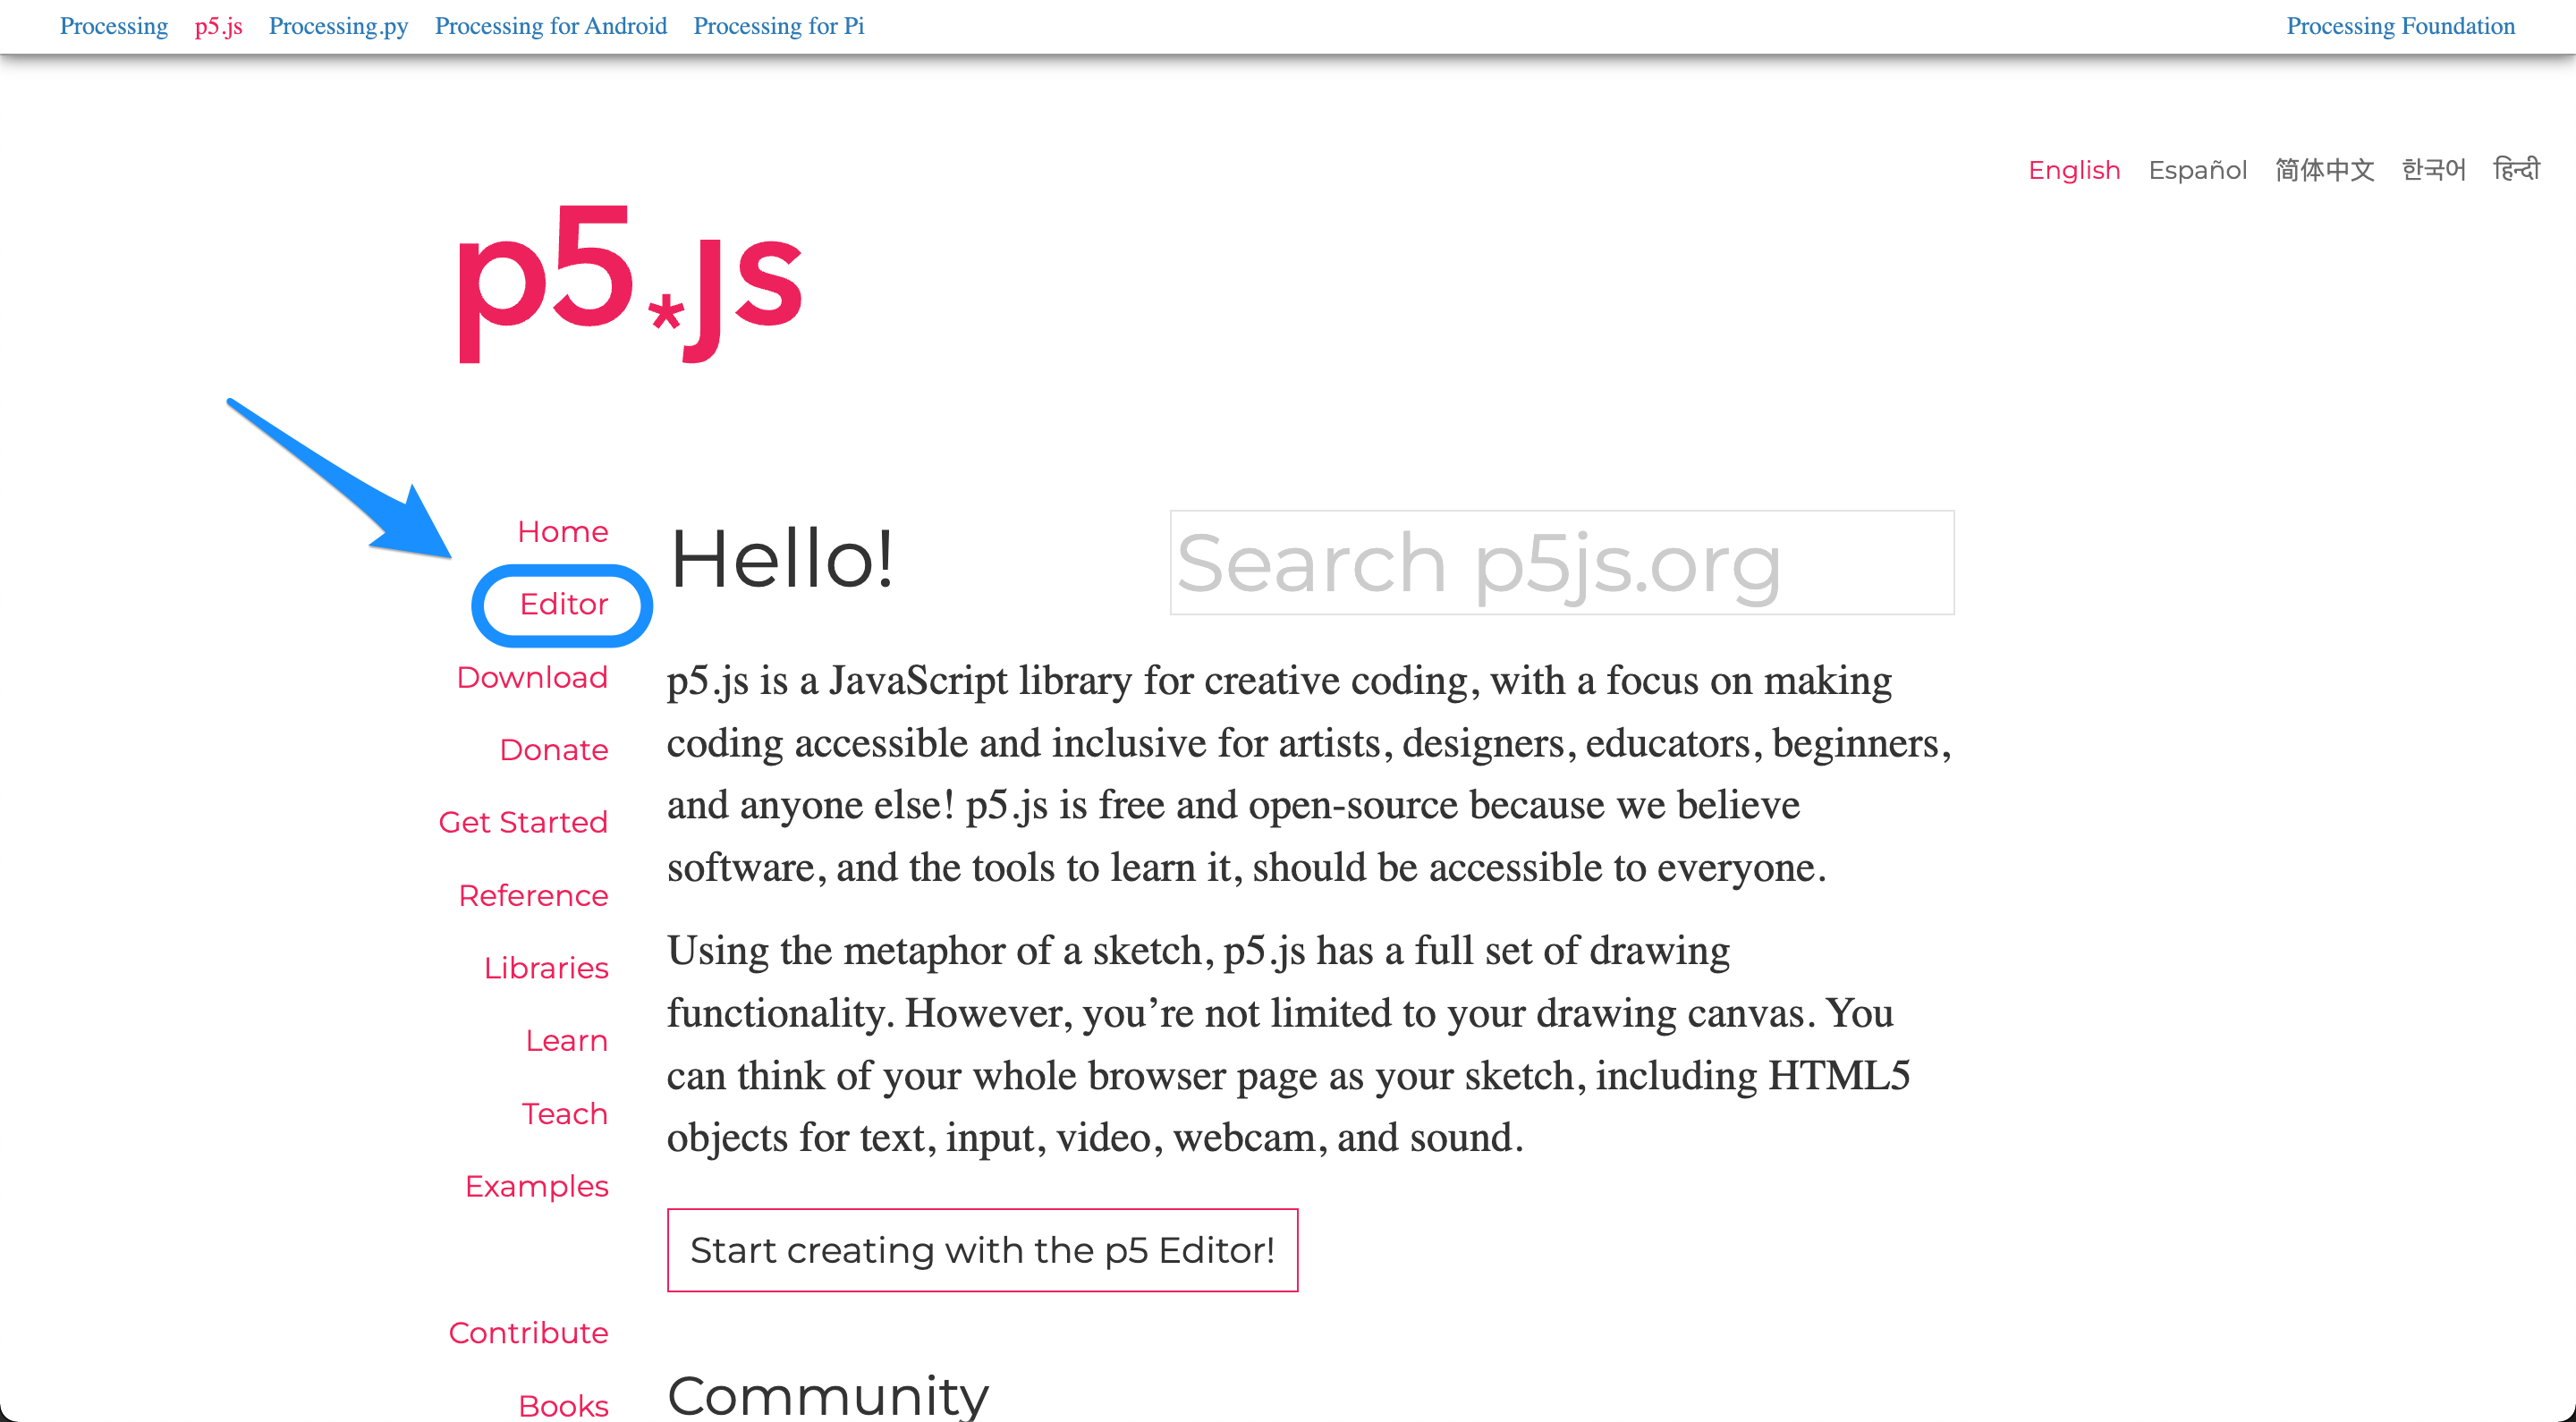 Processing p5.js Processing.py Processing for Android Processing for Pi Processing Foundation
English Español 简体中文 한국어 हिन्दी
p5*js
Home
Editor
Download
Donate
Get Started
Reference
Libraries
Learn
Teach
Examples
Contribute
Books
Hello!
Search p5js.org
p5.js is a JavaScript library for creative coding, with a focus on making
coding accessible and inclusive for artists, designers, educators, beginners,
and anyone else! p5.js is free and open-source because we believe
software, and the tools to learn it, should be accessible to everyone.
Using the metaphor of a sketch, p5.js has a full set of drawing
functionality. However, you’re not limited to your drawing canvas. You
can think of your whole browser page as your sketch, including HTML5
objects for text, input, video, webcam, and sound.
Start creating with the p5 Editor!
Community